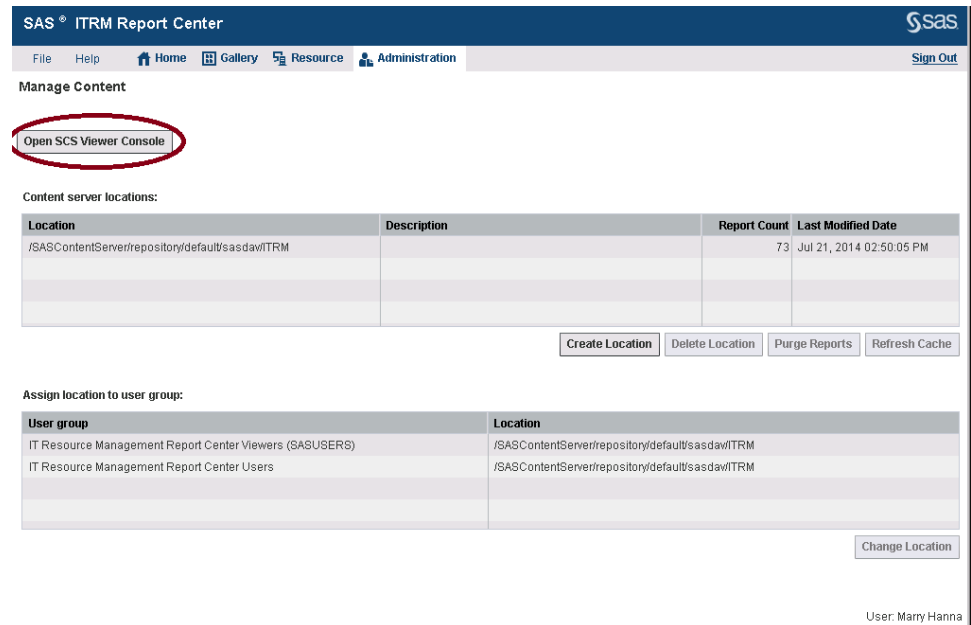 SAS ® ITRM Report Center
sas
File Help Home Gallery Resource Administration Sign Out
Manage Content
Open SCS Viewer Console
Content server locations:
Location Description Report Count Last Modified Date
/SASContentServer/repository/default/sasdav/ITRM 73 Jul 21, 2014 02:50:05 PM
Create Location Delete Location Purge Reports Refresh Cache
Assign location to user group:
User group Location
IT Resource Management Report Center Viewers (SASUSERS) /SASContentServer/repository/default/sasdav/ITRM
IT Resource Management Report Center Users /SASContentServer/repository/default/sasdav/ITRM
Change Location
User: Marry Hanna